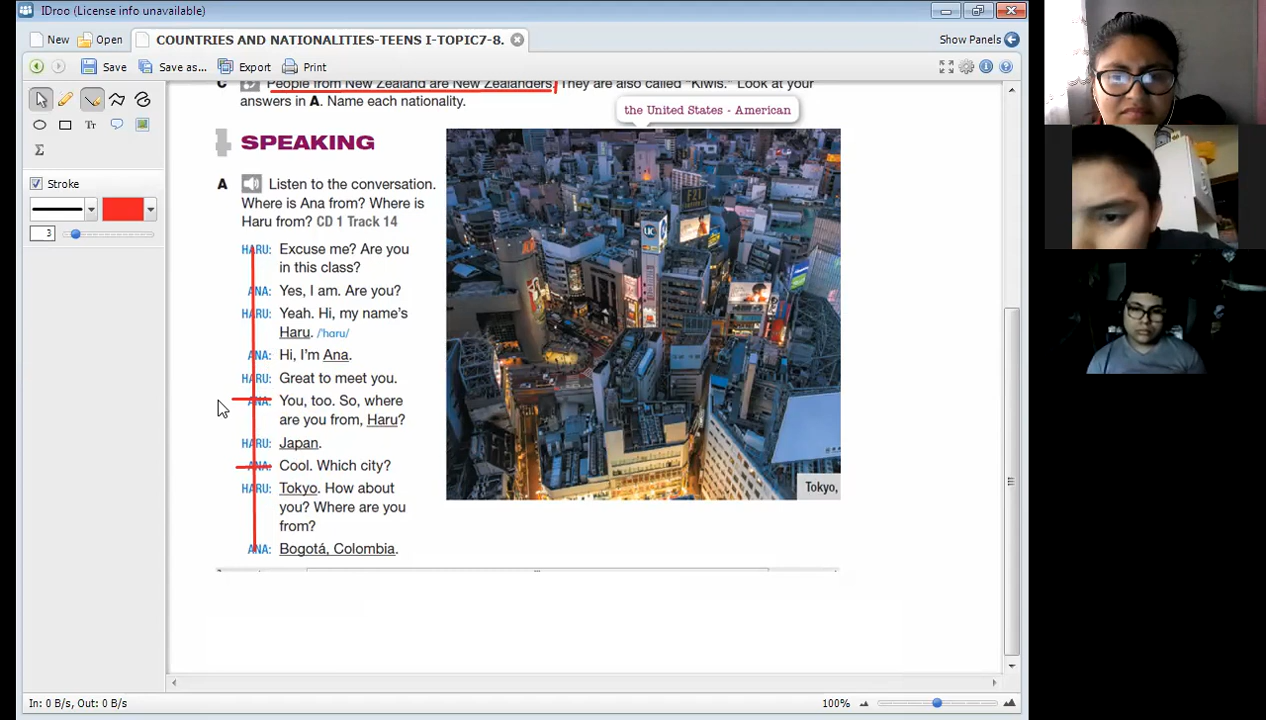 IDroo (License info unavailable)
New Open COUNTRIES AND NATIONALITIES-TEENS I-TOPIC7-8. Show Panels
Save Save as... Export Print
C People from New Zealand are New Zealanders. They are also called "Kiwis." Look at your
answers in A. Name each nationality.
the United States - American
SPEAKING
A Listen to the conversation.
Where is Ana from? Where is
Haru from? CD 1 Track 14
HARU: Excuse me? Are you
in this class?
ANA: Yes, I am. Are you?
HARU: Yeah. Hi, my name's
Haru. /'haru/
ANA: Hi, I'm Ana.
HARU: Great to meet you.
ANA: You, too. So, where
are you from, Haru?
HARU: Japan.
ANA: Cool. Which city?
HARU: Tokyo. How about
you? Where are you
from?
ANA: Bogotá, Colombia.
Tokyo,
Tr
Stroke
3
In: 0 B/s, Out: 0 B/s
100%